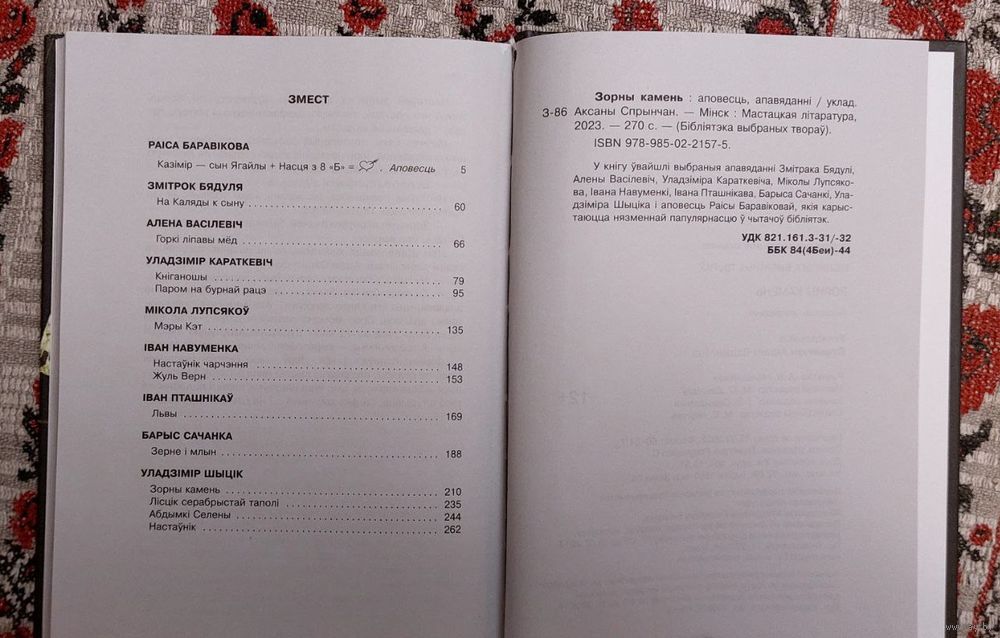 ЗМЕСТ
РАІСА БАРАВІКОВА
Казімір — сын Ягайлы + Насця з 8 «Б» = . Аповесць 5
ЗМІТРОК БЯДУЛЯ
На Каляды к сыну 60
АЛЕНА ВАСІЛЕВІЧ
Горкі ліпавы мёд 66
УЛАДЗІМІР КАРАТКЕВІЧ
Кніганошы 79
Паром на бурнай рацэ 95
МІКОЛА ЛУПСЯКОЎ
Мэры Кэт 135
ІВАН НАВУМЕНКА
Настаўнік чарчэння 148
Жуль Верн 153
ІВАН ПТАШНІКАЎ
Львы 169
БАРЫС САЧАНКА
Зерне і млын 188
УЛАДЗІМІР ШЫЦІК
Зорны камень 210
Лісцік серабрыстай таполі 235
Абдымкі Селены 244
Настаўнік 262
Зорны камень : аповесць, апавяданні / уклад.
З-86 Аксаны Спрынчан. — Мінск : Мастацкая літаратура,
2023. — 270 с. — (Бібліятэка выбраных твораў).
ISBN 978-985-02-2157-5.
У кнігу ўвайшлі выбраныя апавяданні Змітрака Бядулі,
Алены Васілевіч, Уладзіміра Караткевіча, Міколы Лупсяко-
ва, Івана Навуменкі, Івана Пташнікава, Барыса Сачанкі, Ула-
дзіміра Шыціка і аповесць Раісы Баравіковай, якія карыс-
таюцца нязменнай папулярнасцю ў чытачоў бібліятэк.
УДК 821.161.3-31/-32
ББК 84(4Беи)-44